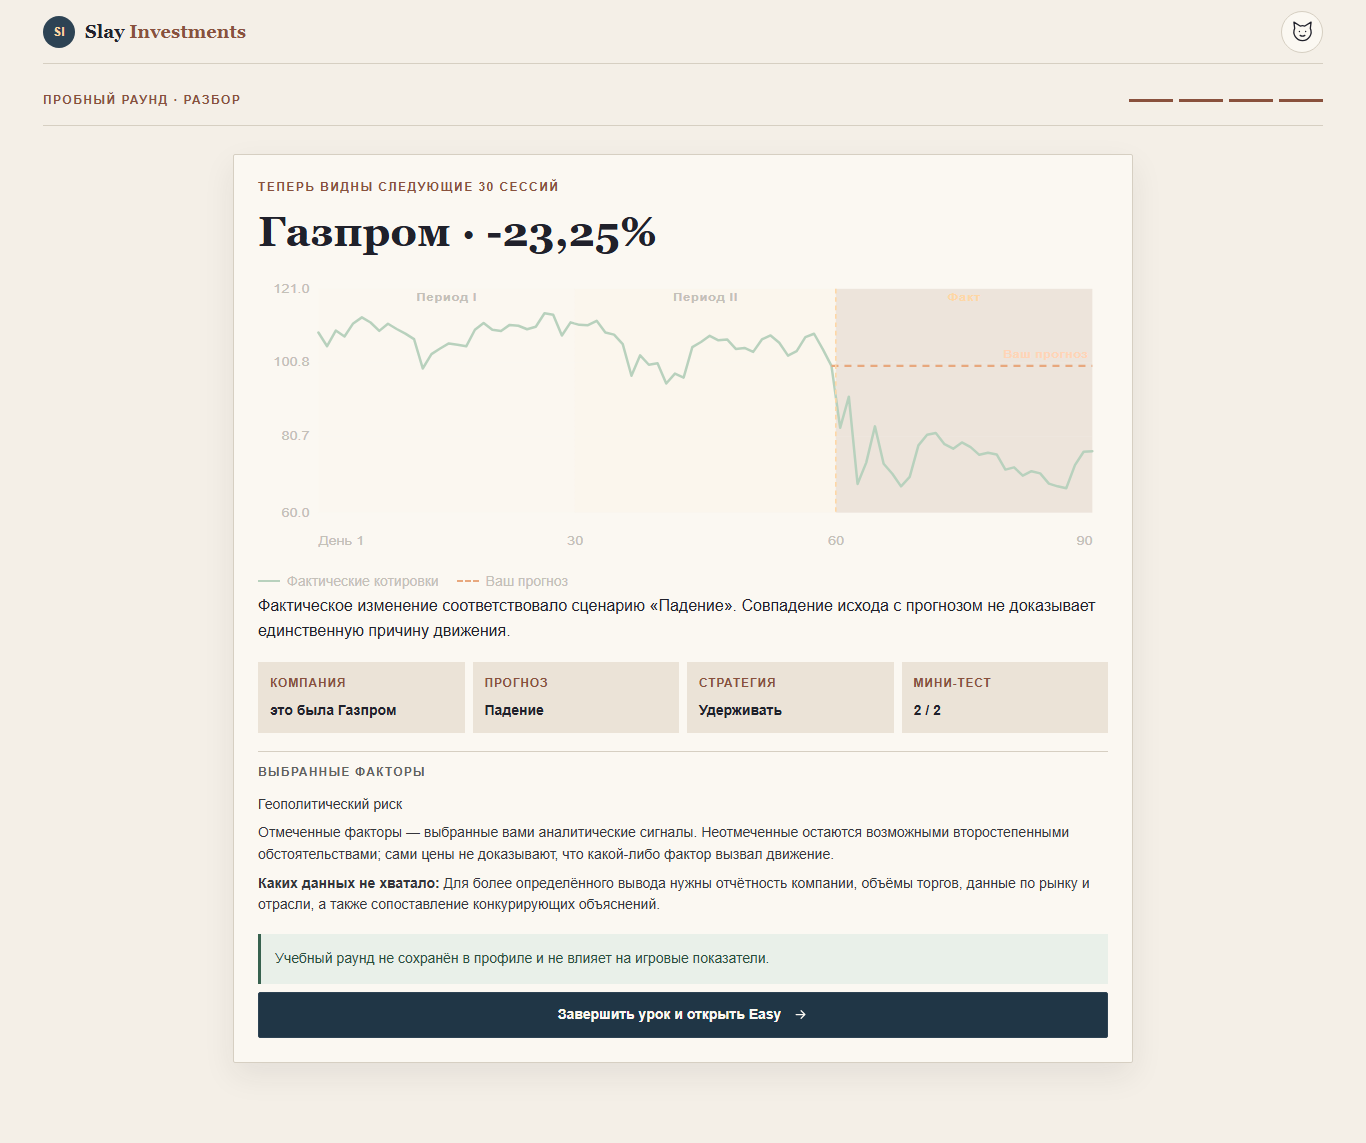 SI Slay Investments
ПРОБНЫЙ РАУНД · РАЗБОР
ТЕПЕРЬ ВИДНЫ СЛЕДУЮЩИЕ 30 СЕССИЙ
Газпром · -23,25%
121.0
Период I
Период II
Факт
Ваш прогноз
100.8
80.7
60.0
День 1
30
60
90
Фактические котировки
Ваш прогноз
Фактическое изменение соответствовало сценарию «Падение». Совпадение исхода с прогнозом не доказывает
единственную причину движения.
КОМПАНИЯ
это была Газпром
ПРОГНОЗ
Падение
СТРАТЕГИЯ
Удерживать
МИНИ-ТЕСТ
2 / 2
ВЫБРАННЫЕ ФАКТОРЫ
Геополитический риск
Отмеченные факторы — выбранные вами аналитические сигналы. Неотмеченные остаются возможными второстепенными
обстоятельствами; сами цены не доказывают, что какой-либо фактор вызвал движение.
Каких данных не хватало: Для более определённого вывода нужны отчётность компании, объёмы торгов, данные по рынку и
отрасли, а также сопоставление конкурирующих объяснений.
Учебный раунд не сохранён в профиле и не влияет на игровые показатели.
Завершить урок и открыть Easy →